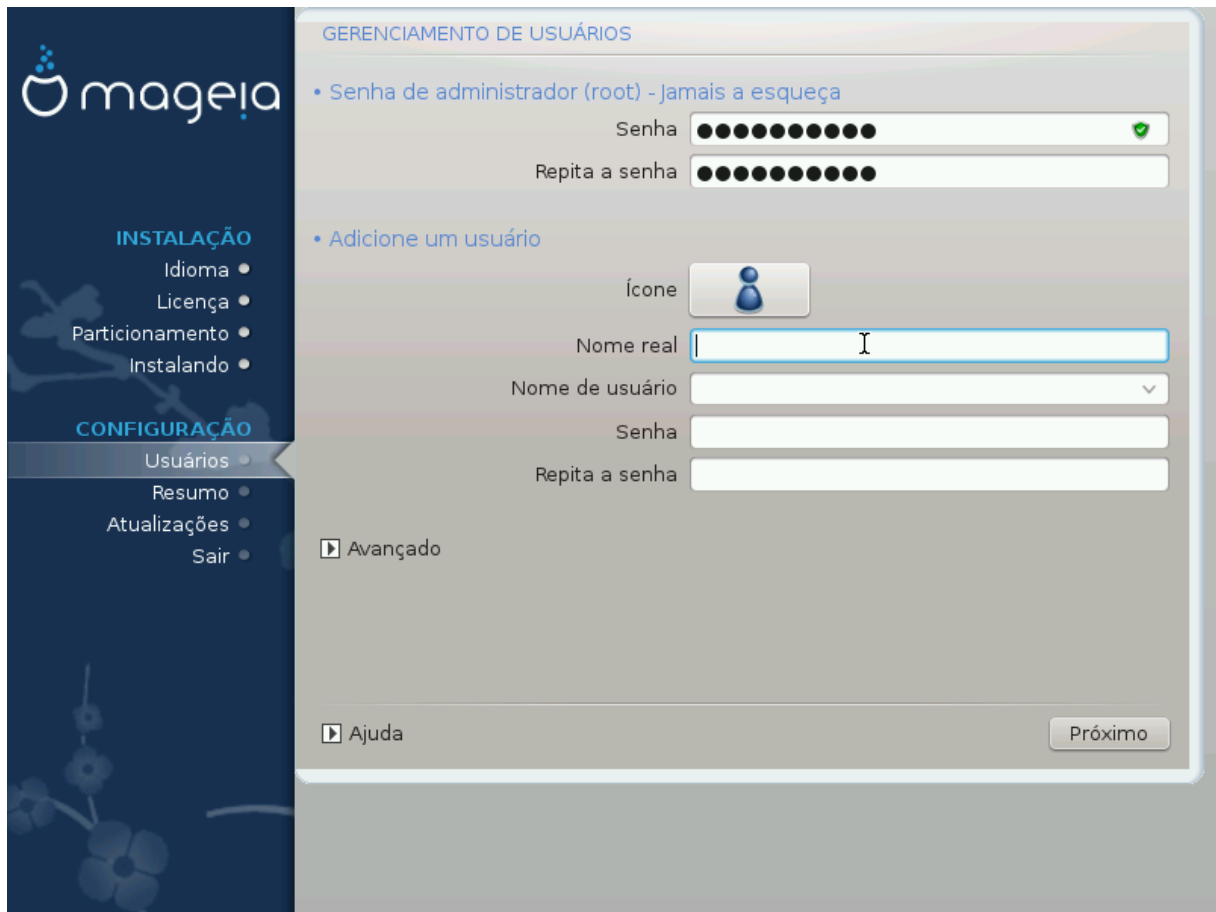 mageia
INSTALAÇÃO
Idioma
Licença
Particionamento
Instalando
CONFIGURAÇÃO
Usuários
Resumo
Atualizações
Sair
GERENCIAMENTO DE USUÁRIOS
• Senha de administrador (root) - Jamais a esqueça
Senha ●●●●●●●●●●
Repita a senha ●●●●●●●●●●
• Adicione um usuário
Ícone
Nome real
Nome de usuário
Senha
Repita a senha
Avançado
Ajuda
Próximo